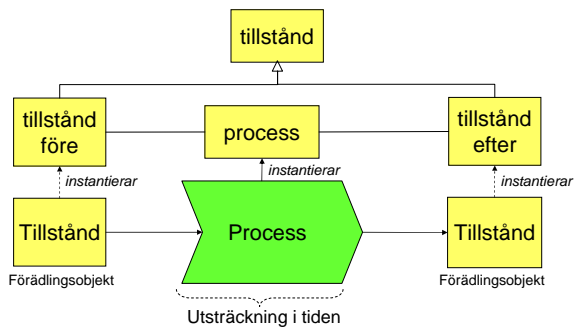 tillstånd
tillstånd
före
process
tillstånd
efter
instantierar
instantierar
instantierar
Tillstånd
Process
Tillstånd
Förädlingsobjekt
Förädlingsobjekt
Utsträckning i tiden